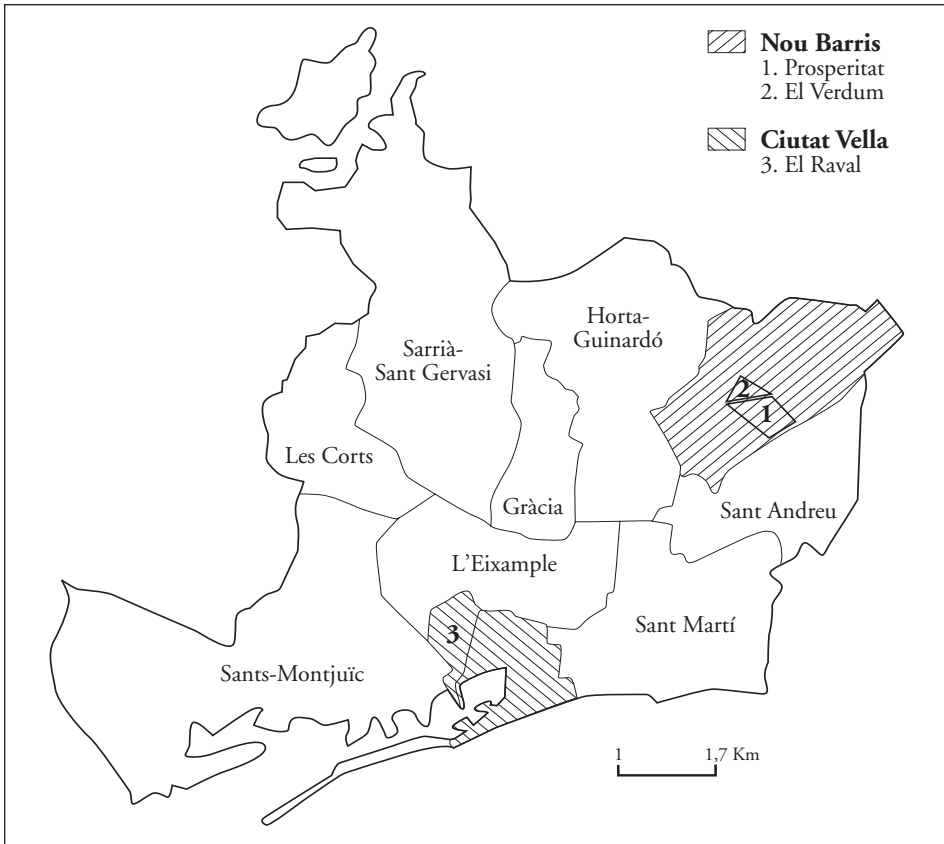 Nou Barris
1. Prosperitat
2. El Verdum
Ciutat Vella
3. El Raval
Horta-
Guinardó
Sarrià-
Sant Gervasi
2
1
Les Corts
Gràcia
Sant Andreu
L'Eixample
3
Sant Martí
Sants-Montjuïc
1
1,7 Km